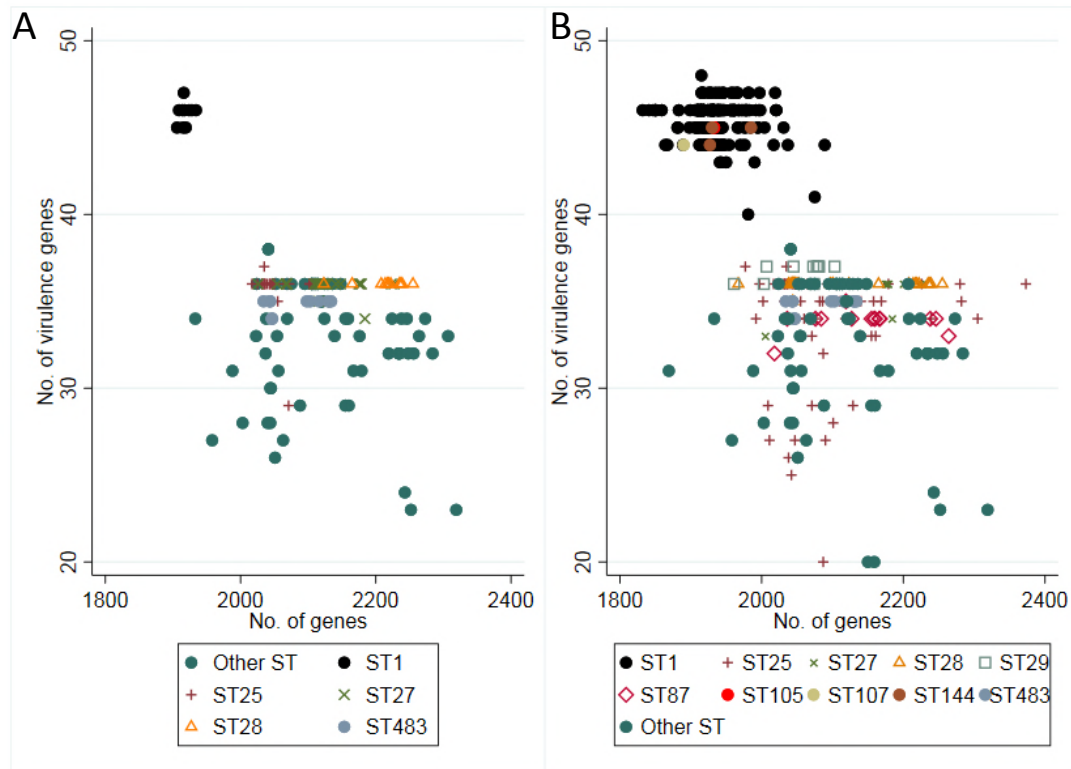 A
50
40
30
20
No. of virulence genes
1800 2000 2200 2400
No. of genes
Other ST ST1
ST25 ST27
ST28 ST483
B
50
40
30
20
No. of virulence genes
1800 2000 2200 2400
No. of genes
ST1 ST25 ST27 ST28 ST29
ST87 ST105 ST107 ST144 ST483
Other ST